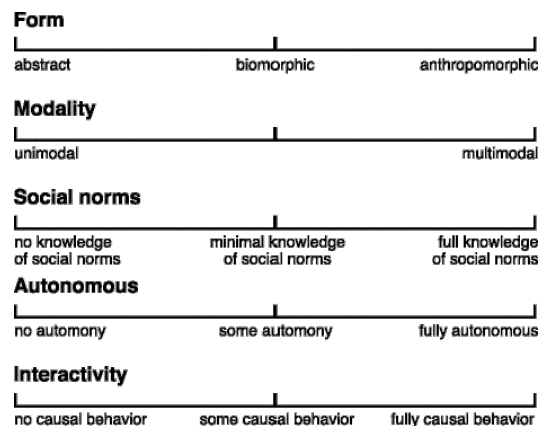 Form
abstract biomorphic anthropomorphic
Modality
unimodal multimodal
Social norms
no knowledge minimal knowledge full knowledge
of social norms of social norms of social norms
Autonomous
no automony some automony fully autonomous
Interactivity
no causal behavior some causal behavior fully causal behavior